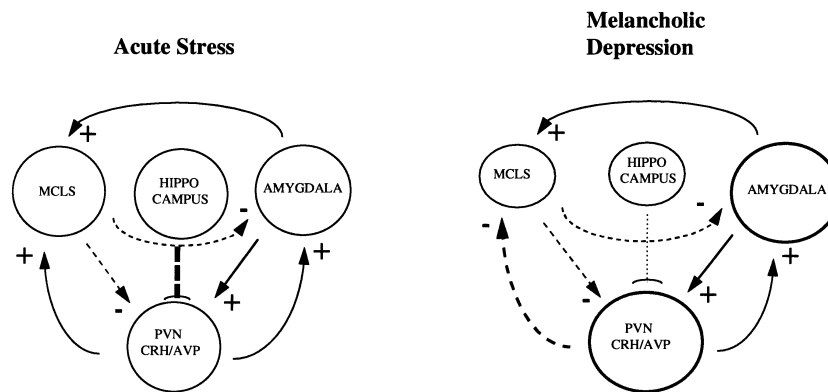 Acute Stress
MCLS
HIPPO
CAMPUS
AMYGDALA
PVN
CRH/AVP
+
+
-
-
+
+
Melancholic
Depression
MCLS
HIPPO
CAMPUS
AMYGDALA
PVN
CRH/AVP
+
-
-
-
+
+